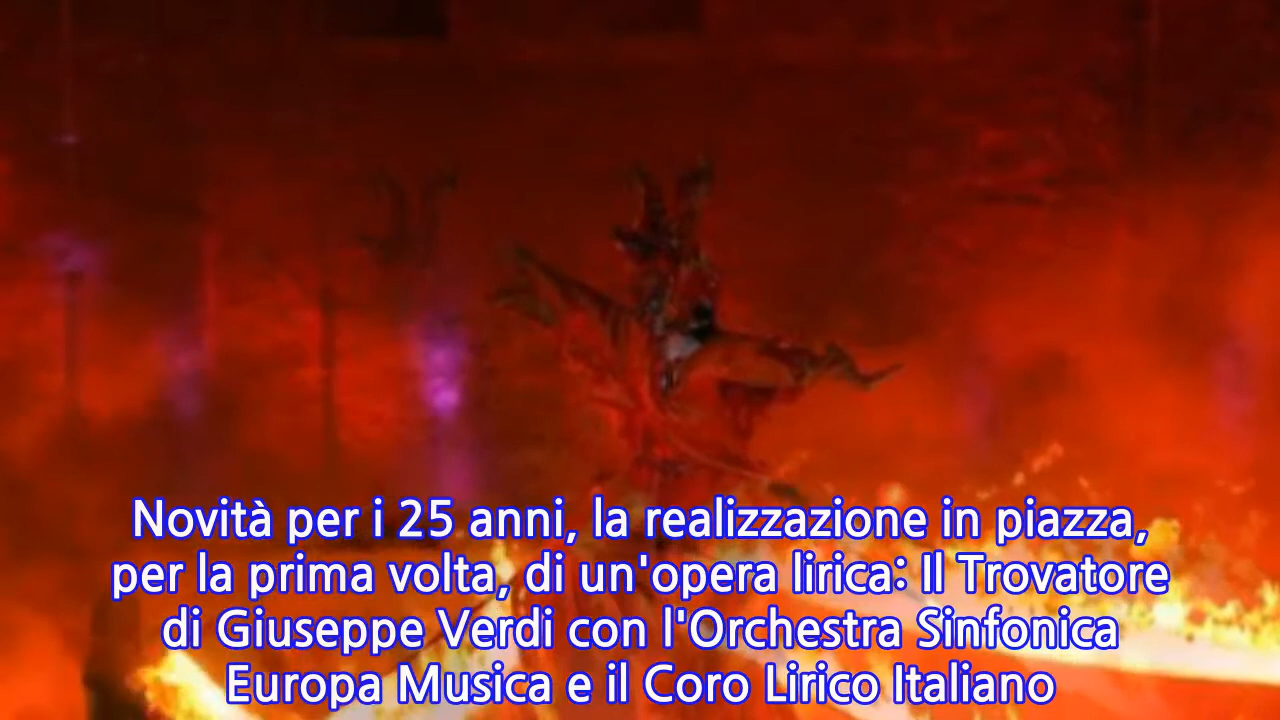 Novità per i 25 anni, la realizzazione in piazza,
per la prima volta, di un'opera lirica: Il Trovatore
di Giuseppe Verdi con l'Orchestra Sinfonica
Europa Musica e il Coro Lirico Italiano